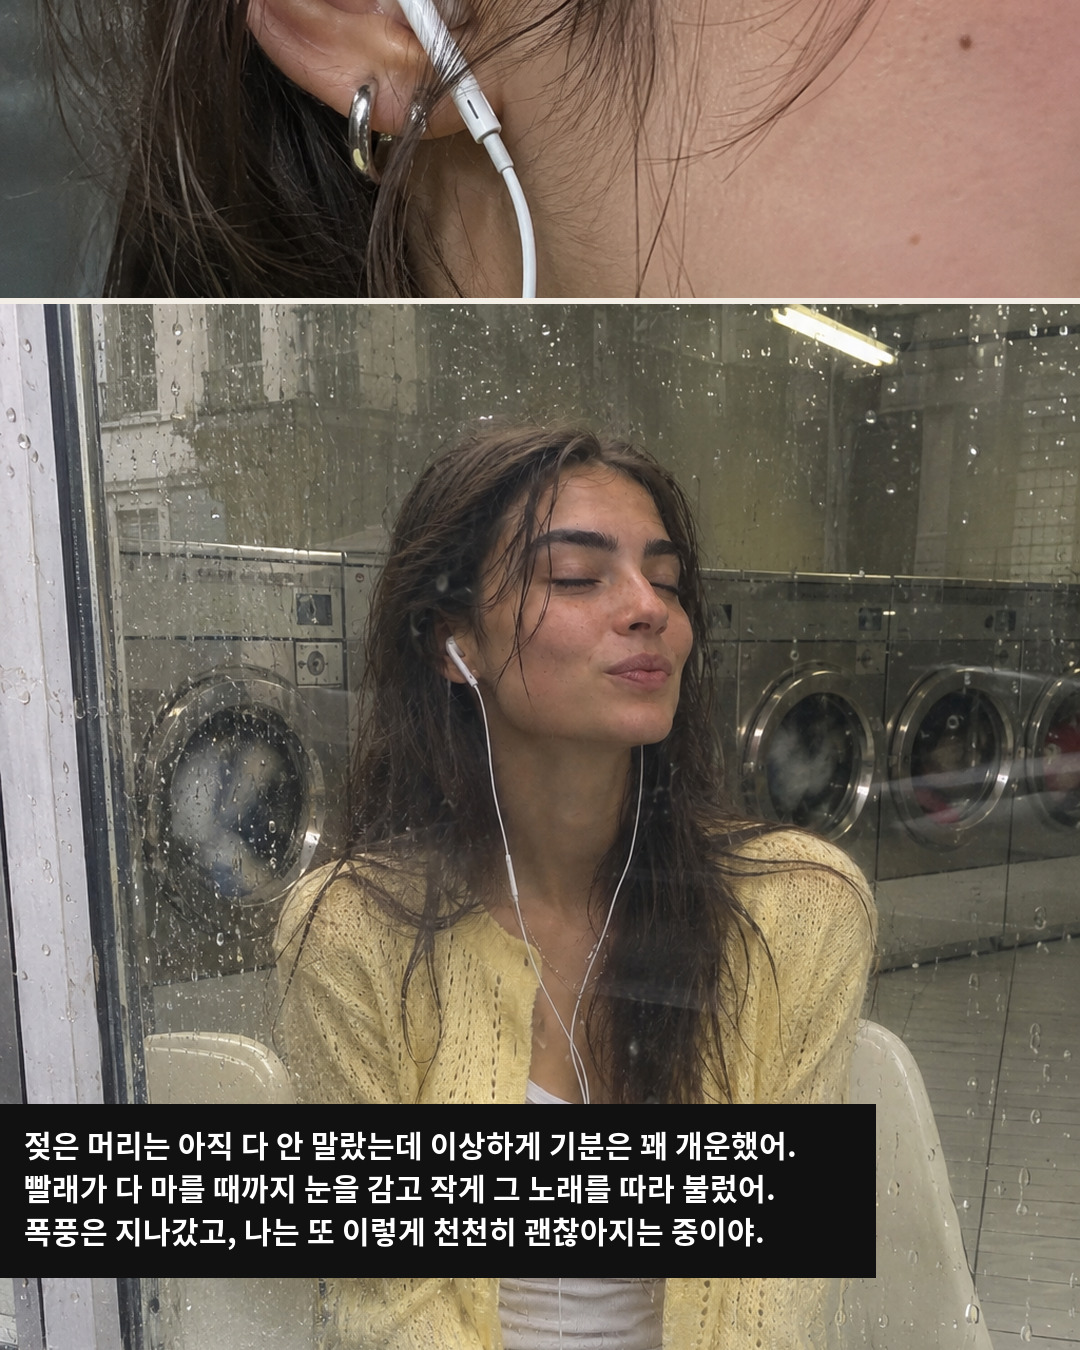 젖은 머리는 아직 다 안 말랐는데 이상하게 기분은 꽤 개운했어.
빨래가 다 마를 때까지 눈을 감고 작게 그 노래를 따라 불렀어.
폭풍은 지나갔고, 나는 또 이렇게 천천히 괜찮아지는 중이야.